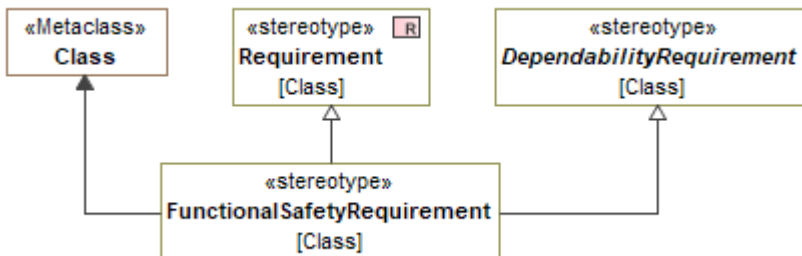 «Metaclass»
Class
«stereotype»
R
Requirement
[Class]
«stereotype»
DependabilityRequirement
[Class]
«stereotype»
FunctionalSafetyRequirement
[Class]